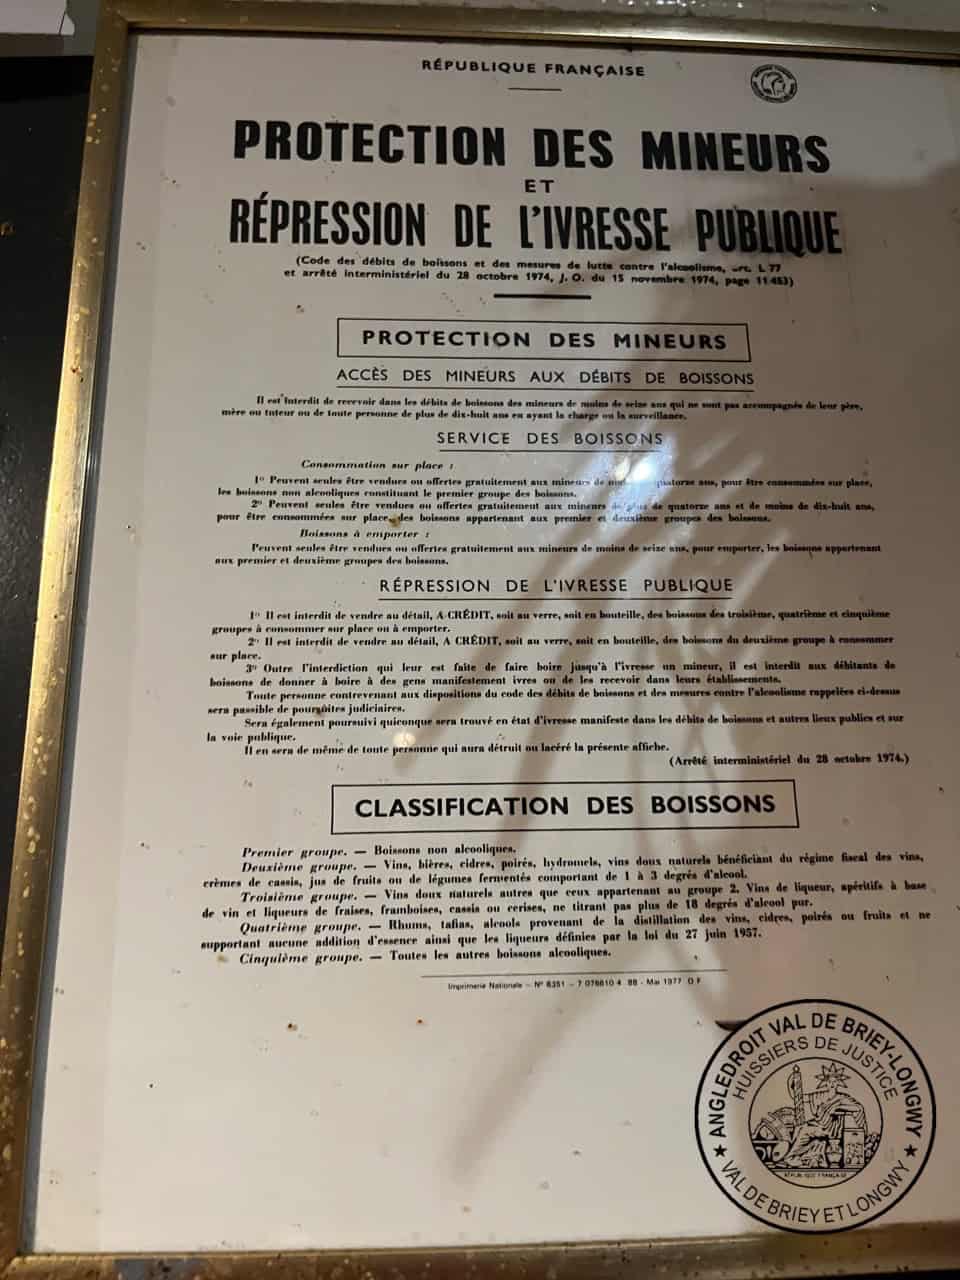 RÉPUBLIQUE FRANÇAISE
PROTECTION DES MINEURS
ET
RÉPRESSION DE L'IVRESSE PUBLIQUE
(Code des débits de boissons et des mesures de lutte contre l'alcoolisme, art. L 77
et arrêté interministériel du 28 octobre 1974, J. O. du 15 novembre 1974, page 11 453)
PROTECTION DES MINEURS
ACCÈS DES MINEURS AUX DÉBITS DE BOISSONS
Il est interdit de recevoir dans les débits de boissons des mineurs de moins de seize ans qui ne sont pas accompagnés de leur père,
mère ou tuteur ou de toute personne de plus de dix-huit ans en ayant la charge ou la surveillance.
SERVICE DES BOISSONS
Consommation sur place :
1° Peuvent seules être vendues ou offertes gratuitement aux mineurs de quatorze ans, pour être consommées sur place,
les boissons non alcooliques constituant le premier groupe des boissons.
2° Peuvent seules être vendues ou offertes gratuitement aux mineurs de plus de quatorze ans et de moins de dix-huit ans,
pour être consommées sur place, des boissons appartenant aux premier et deuxième groupes des boissons.
Boissons à emporter :
Peuvent seules être vendues ou offertes gratuitement aux mineurs de moins de seize ans, pour emporter, les boissons appartenant
aux premier et deuxième groupes des boissons.
RÉPRESSION DE L'IVRESSE PUBLIQUE
1° Il est interdit de vendre au détail, A CRÉDIT, soit au verre, soit en bouteille, des boissons des troisième, quatrième et cinquième
groupes à consommer sur place ou à emporter.
2° Il est interdit de vendre au détail, A CRÉDIT, soit au verre, soit en bouteille, des boissons du deuxième groupe à consommer
sur place.
3° Outre l'interdiction qui leur est faite de faire boire jusqu'à l'ivresse un mineur, il est interdit aux débitants de
boissons de donner à boire à des gens manifestement ivres ou de les recevoir dans leurs établissements.
Toute personne contrevenant aux dispositions du code des débits de boissons et des mesures contre l'alcoolisme rappelées ci-dessus
sera passible de poursuites judiciaires.
Sera également poursuivi quiconque sera trouvé en état d'ivresse manifeste dans les débits de boissons et autres lieux publics et sur
la voie publique.
Il en sera de même de toute personne qui aura détruit ou lacéré la présente affiche.
(Arrêté interministériel du 28 octobre 1974.)
CLASSIFICATION DES BOISSONS
Premier groupe. — Boissons non alcooliques.
Deuxième groupe. — Vins, bières, cidres, poirés, hydromels, vins doux naturels bénéficiant du régime fiscal des vins,
crèmes de cassis, jus de fruits ou de légumes fermentés comportant de 1 à 3 degrés d'alcool.
Troisième groupe. — Vins doux naturels autres que ceux appartenant au groupe 2. Vins de liqueur, apéritifs à base
de vin et liqueurs de fraises, framboises, cassis ou cerises, ne titrant pas plus de 18 degrés d'alcool pur.
Quatrième groupe. — Rhums, tafias, alcools provenant de la distillation des vins, cidres, poirés ou fruits et ne
supportant aucune addition d'essence ainsi que les liqueurs définies par la loi du 27 juin 1957.
Cinquième groupe. — Toutes les autres boissons alcooliques.
Imprimerie Nationale – N° 8351 – 7 076610 4 88 - Mai 1977 O F
ANGLEDROIT VAL DE BRIEY-LONGWY
HUISSIERS DE JUSTICE
RÉPUBLIQUE FRANÇAISE
★ VAL DE BRIEY ET LONGWY ★